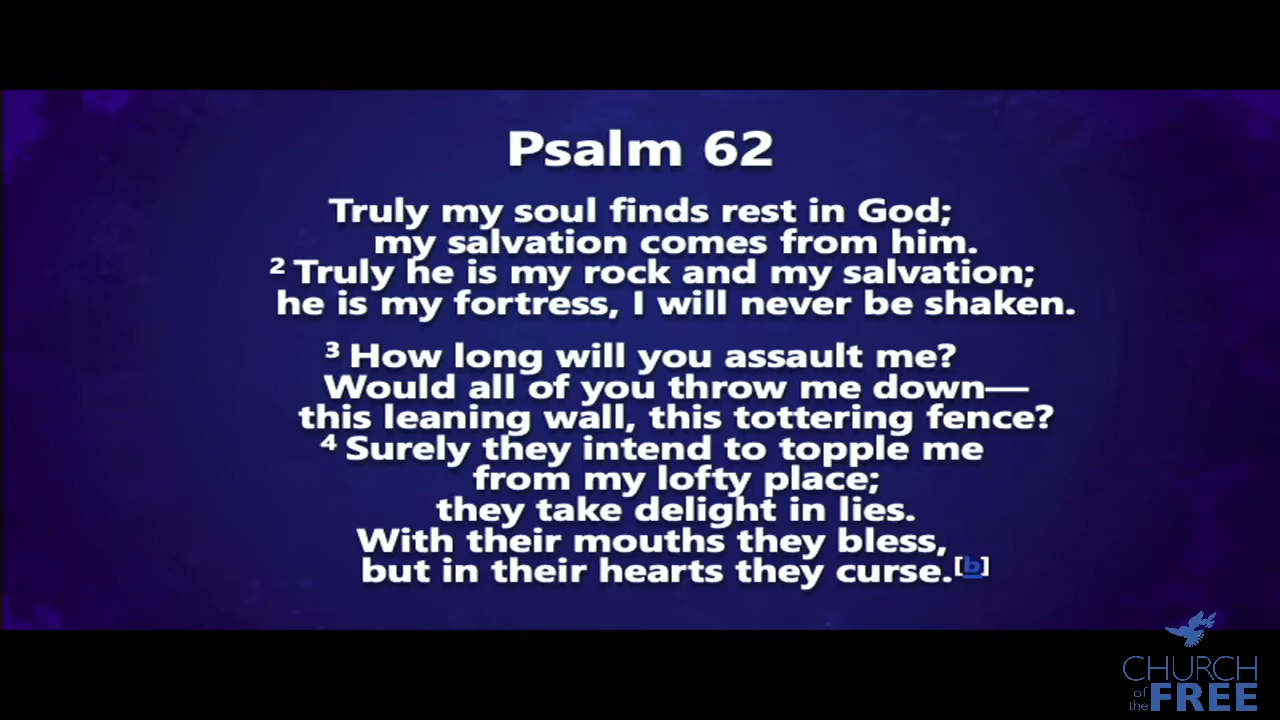 Psalm 62
Truly my soul finds rest in God;
my salvation comes from him.
2 Truly he is my rock and my salvation;
he is my fortress, I will never be shaken.
3 How long will you assault me?
Would all of you throw me down—
this leaning wall, this tottering fence?
4 Surely they intend to topple me
from my lofty place;
they take delight in lies.
With their mouths they bless,
but in their hearts they curse.[b]
CHURCH
of the FREE